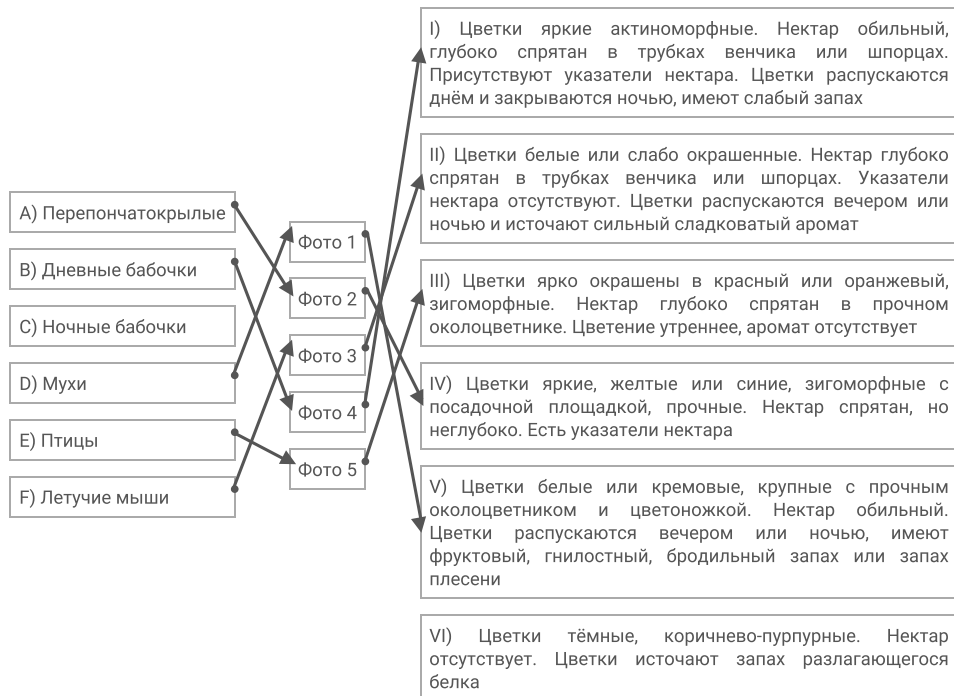 А) Перепончатокрылые
B) Дневные бабочки
C) Ночные бабочки
D) Мухи
E) Птицы
F) Летучие мыши
Фото 1
Фото 2
Фото 3
Фото 4
Фото 5
I) Цветки яркие актиноморфные. Нектар обильный,
глубоко спрятан в трубках венчика или шпорцах.
Присутствуют указатели нектара. Цветки распускаются
днём и закрываются ночью, имеют слабый запах
II) Цветки белые или слабо окрашенные. Нектар глубоко
спрятан в трубках венчика или шпорцах. Указатели
нектара отсутствуют. Цветки распускаются вечером или
ночью и источают сильный сладковатый аромат
III) Цветки ярко окрашены в красный или оранжевый,
зигоморфные. Нектар глубоко спрятан в прочном
околоцветнике. Цветение утреннее, аромат отсутствует
IV) Цветки яркие, желтые или синие, зигоморфные с
посадочной площадкой, прочные. Нектар спрятан, но
неглубоко. Есть указатели нектара
V) Цветки белые или кремовые, крупные с прочным
околоцветником и цветоножкой. Нектар обильный.
Цветки распускаются вечером или ночью, имеют
фруктовый, гнилостный, бродильный запах или запах
плесени
VI) Цветки тёмные, коричнево-пурпурные. Нектар
отсутствует. Цветки источают запах разлагающегося
белка